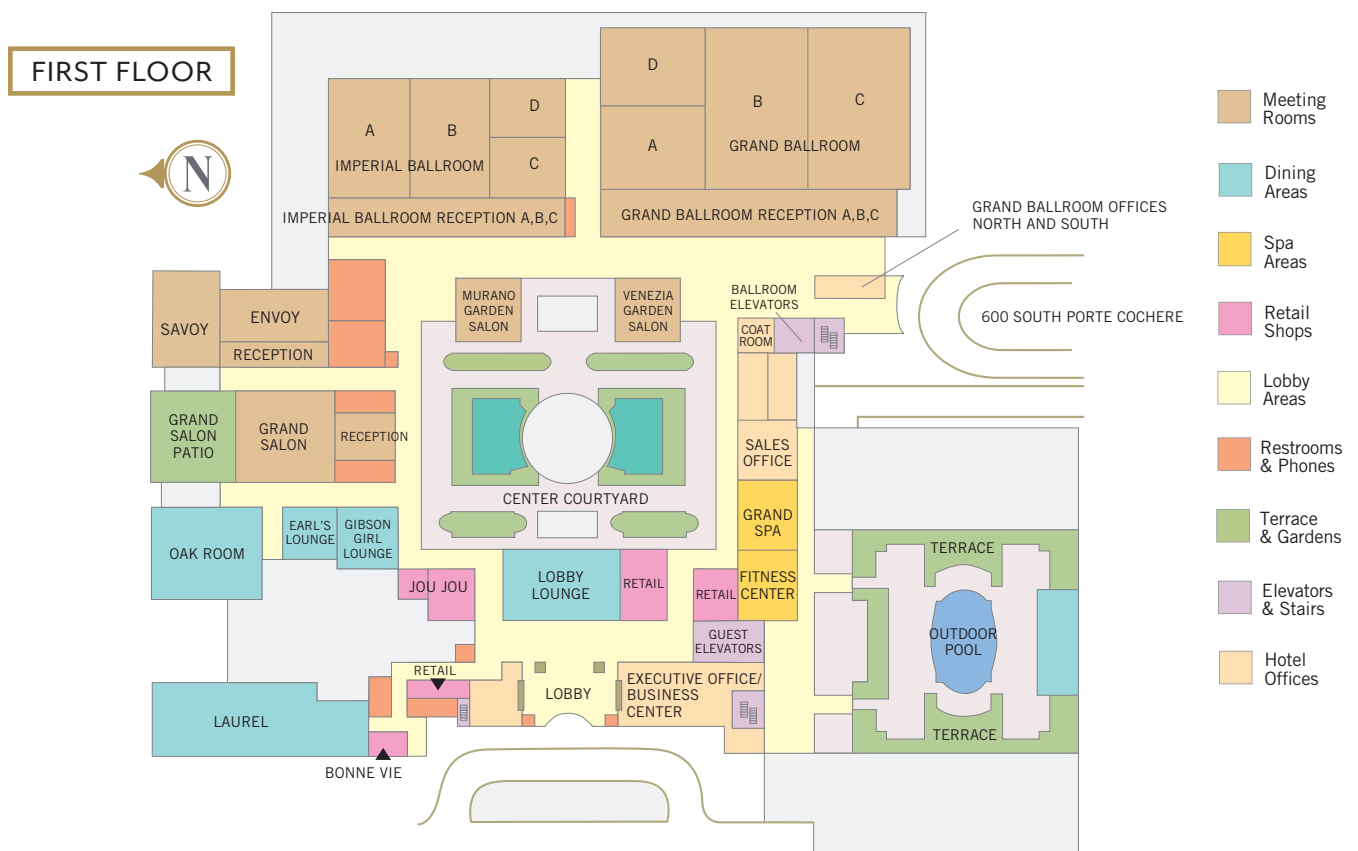 FIRST FLOOR
N
A
B
D
C
IMPERIAL BALLROOM
IMPERIAL BALLROOM RECEPTION A,B,C
D
A
B
C
GRAND BALLROOM
GRAND BALLROOM RECEPTION A,B,C
GRAND BALLROOM OFFICES
NORTH AND SOUTH
BALLROOM
ELEVATORS
600 SOUTH PORTE COCHERE
COAT
ROOM
MURANO
GARDEN
SALON
VENEZIA
GARDEN
SALON
SAVOY
ENVOY
RECEPTION
GRAND
SALON
PATIO
GRAND
SALON
RECEPTION
CENTER COURTYARD
SALES
OFFICE
GRAND
SPA
FITNESS
CENTER
OAK ROOM
EARL'S
LOUNGE
GIBSON
GIRL
LOUNGE
JOU JOU
LOBBY
LOUNGE
RETAIL
RETAIL
GUEST
ELEVATORS
RETAIL
LOBBY
EXECUTIVE OFFICE/
BUSINESS
CENTER
LAUREL
BONNE VIE
TERRACE
OUTDOOR
POOL
TERRACE
Meeting
Rooms
Dining
Areas
Spa
Areas
Retail
Shops
Lobby
Areas
Restrooms
& Phones
Terrace
& Gardens
Elevators
& Stairs
Hotel
Offices